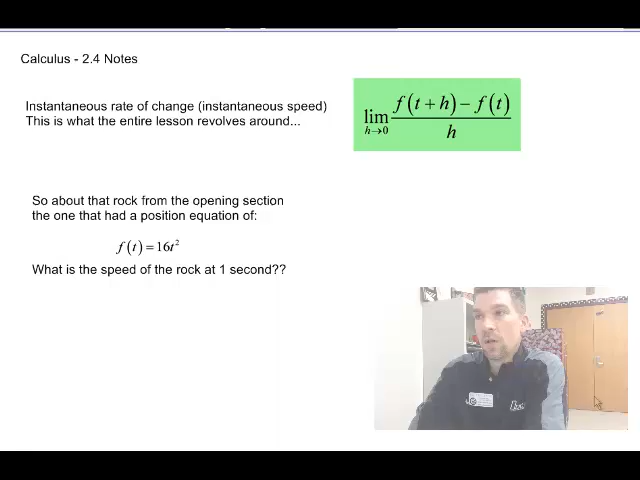 Calculus - 2.4 Notes
Instantaneous rate of change (instantaneous speed)
This is what the entire lesson revolves around...
lim h→0 f(t + h) − f(t) / h
So about that rock from the opening section
the one that had a position equation of:
f(t) = 16t²
What is the speed of the rock at 1 second??